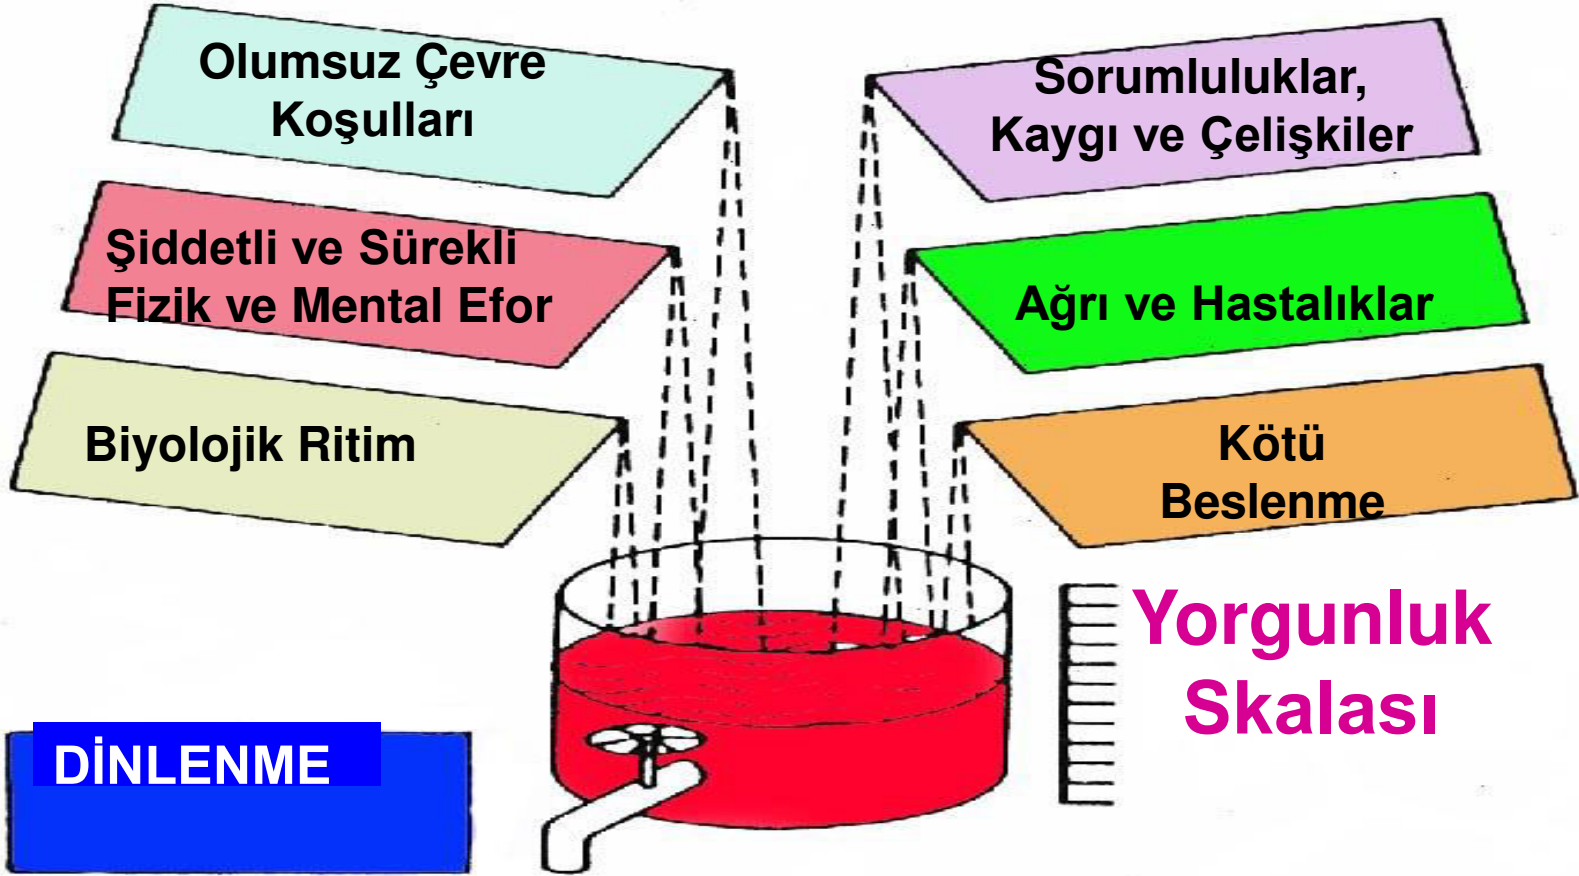 Olumsuz Çevre
Koşulları
Sorumluluklar,
Kaygı ve Çelişkiler
Şiddetli ve Sürekli
Fizik ve Mental Efor
Ağrı ve Hastalıklar
Biyolojik Ritim
Kötü
Beslenme
Yorgunluk
Skalası
DİNLENME